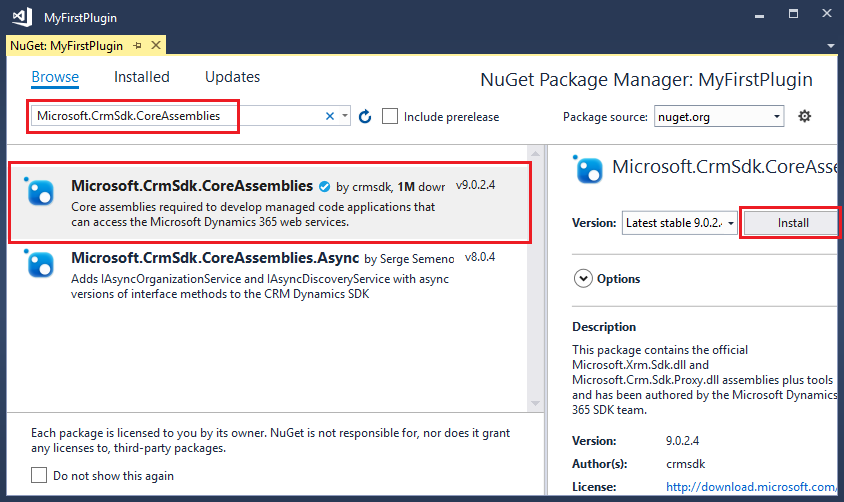 MyFirstPlugin
NuGet: MyFirstPlugin
Browse Installed Updates
NuGet Package Manager: MyFirstPlugin
Microsoft.CrmSdk.CoreAssemblies
Include prerelease
Package source: nuget.org
Microsoft.CrmSdk.CoreAssemblies by crmsdk, 1M dowr v9.0.2.4
Core assemblies required to develop managed code applications that
can access the Microsoft Dynamics 365 web services.
Microsoft.CrmSdk.CoreAssemblies.Async by Serge Semeno v8.0.4
Adds IAsyncOrganizationService and IAsyncDiscoveryService with async
versions of interface methods to the CRM Dynamics SDK
Each package is licensed to you by its owner. NuGet is not responsible for, nor does it grant
any licenses to, third-party packages.
Do not show this again
Microsoft.CrmSdk.CoreAsse
Version: Latest stable 9.0.2. Install
Options
Description
This package contains the official
Microsoft.Xrm.Sdk.dll and
Microsoft.Crm.Sdk.Proxy.dll assemblies plus tools
and has been authored by the Microsoft Dynamics
365 SDK team.
Version: 9.0.2.4
Author(s): crmsdk
License: http://download.microsoft.com/